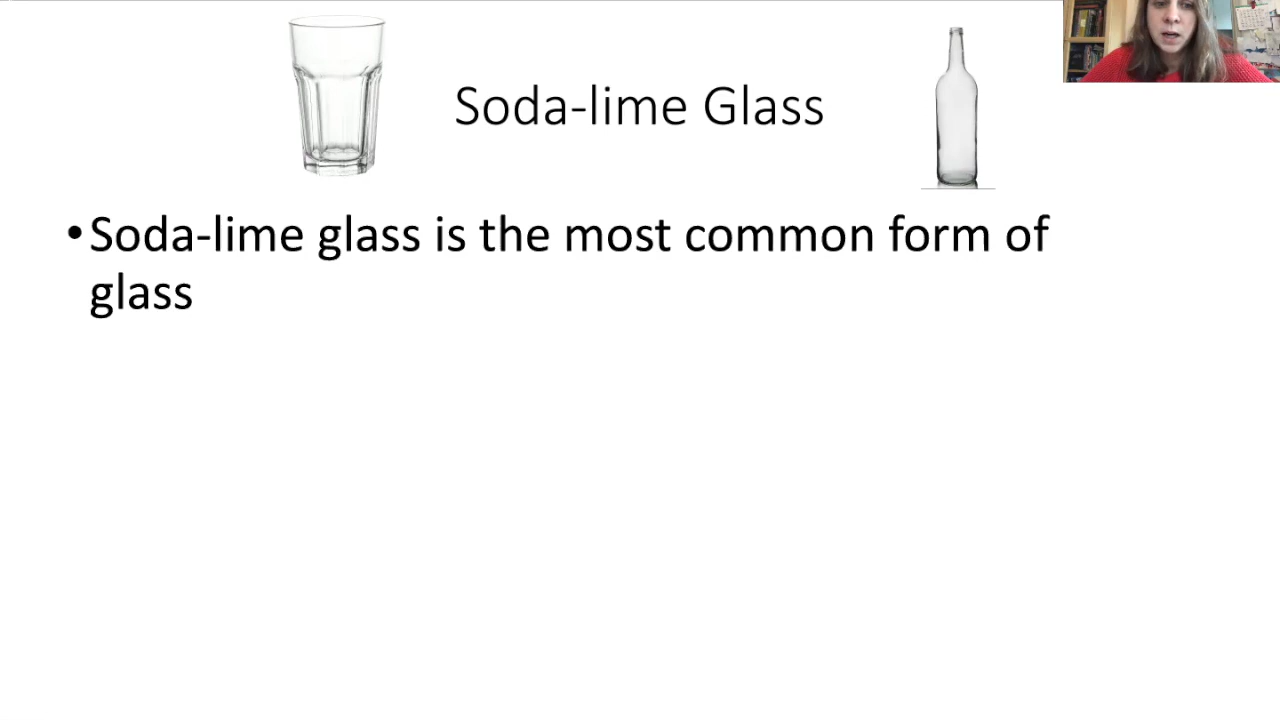 Soda-lime Glass
•Soda-lime glass is the most common form of
glass